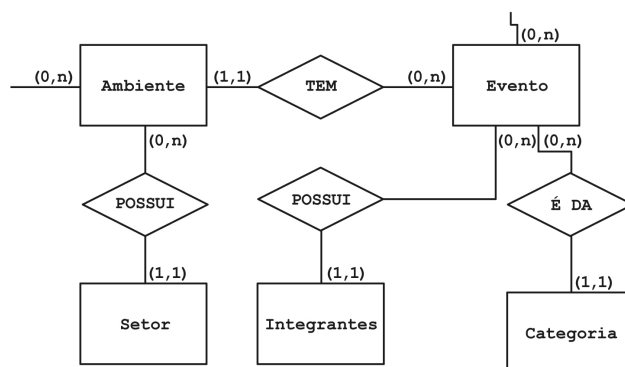 (0,n)
(0,n)
Ambiente
(1,1)
TEM
(0,n)
Evento
(0,n)
(0,n)
(0,n)
POSSUI
POSSUI
É DA
(1,1)
(1,1)
(1,1)
Setor
Integrantes
Categoria